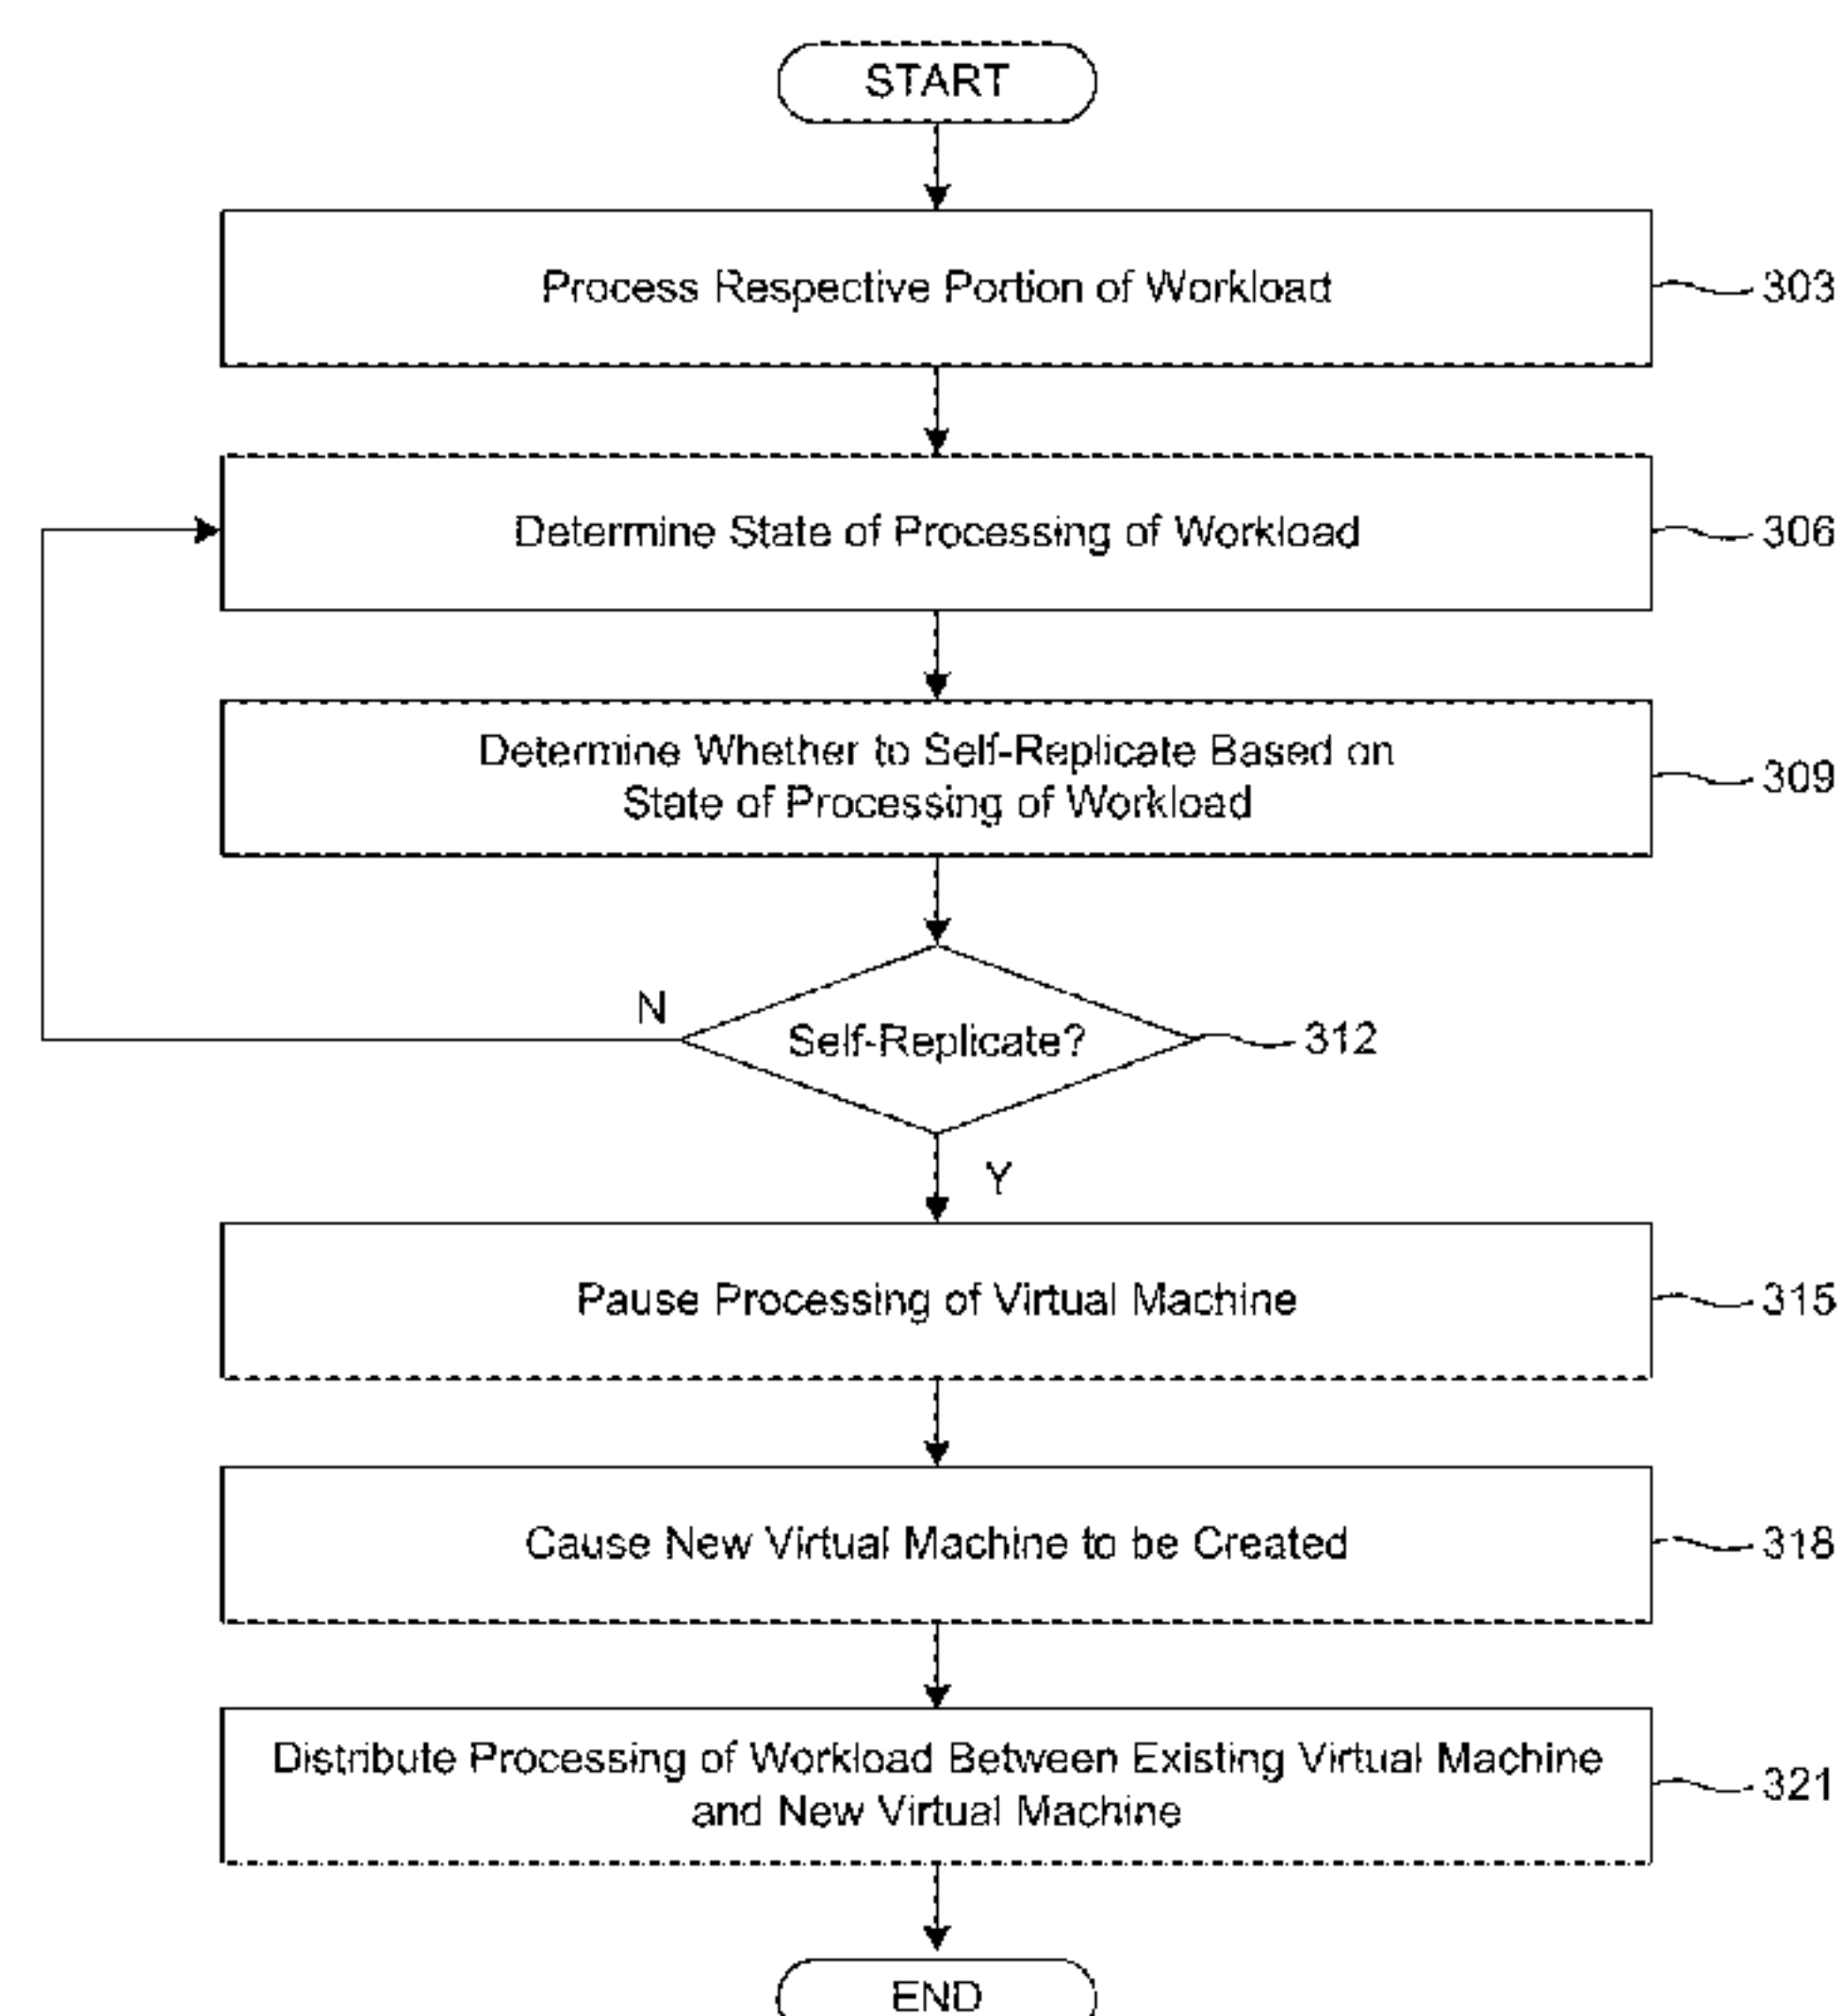 START
Process Respective Portion of Workload
303
Determine State of Processing of Workload
306
Determine Whether to Self-Replicate Based on
State of Processing of Workload
309
N
Self-Replicate?
312
Y
Pause Processing of Virtual Machine
315
Cause New Virtual Machine to be Created
318
Distribute Processing of Workload Between Existing Virtual Machine
and New Virtual Machine
321
END